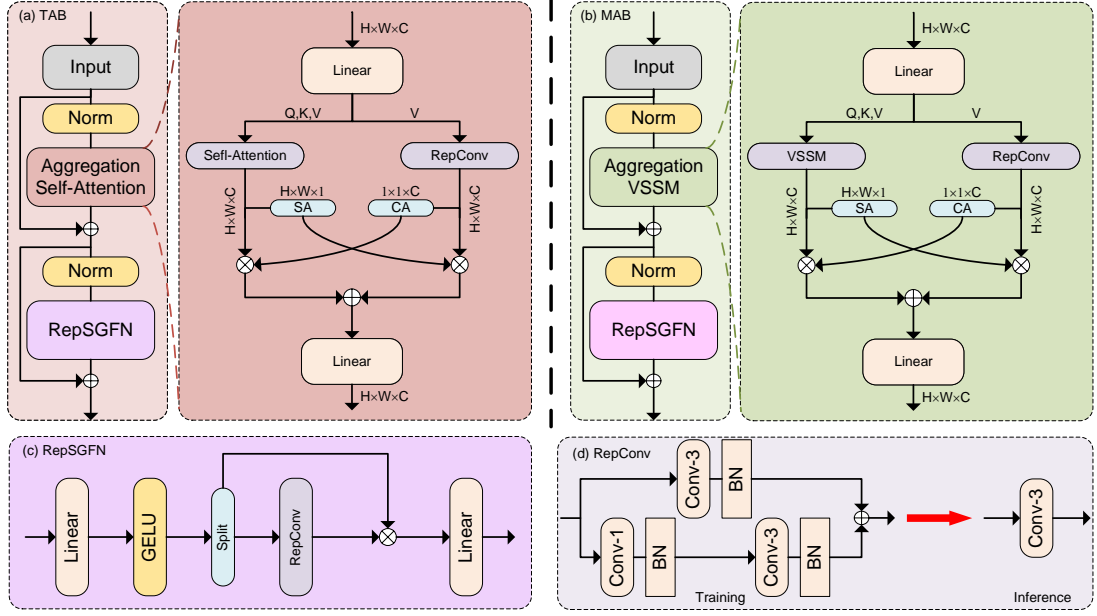 (a) TAB
Input
Norm
Aggregation
Self-Attention
Norm
RepSGFN
H×W×C
Linear
Q,K,V
V
Sefl-Attention
RepConv
H×W×C
H×W×1
SA
1×1×C
CA
H×W×C
Linear
H×W×C
(b) MAB
Input
Norm
Aggregation
VSSM
Norm
RepSGFN
H×W×C
Linear
Q,K,V
V
VSSM
RepConv
H×W×C
H×W×1
SA
1×1×C
CA
H×W×C
Linear
H×W×C
(c) RepSGFN
Linear
GELU
Split
RepConv
Linear
(d) RepConv
Conv-3
BN
Conv-1
BN
Conv-3
BN
Conv-3
Training
Inference